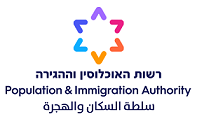 רשות האוכלוסין וההגירה
Population & Immigration Authority
سلطة السكان والهجرة